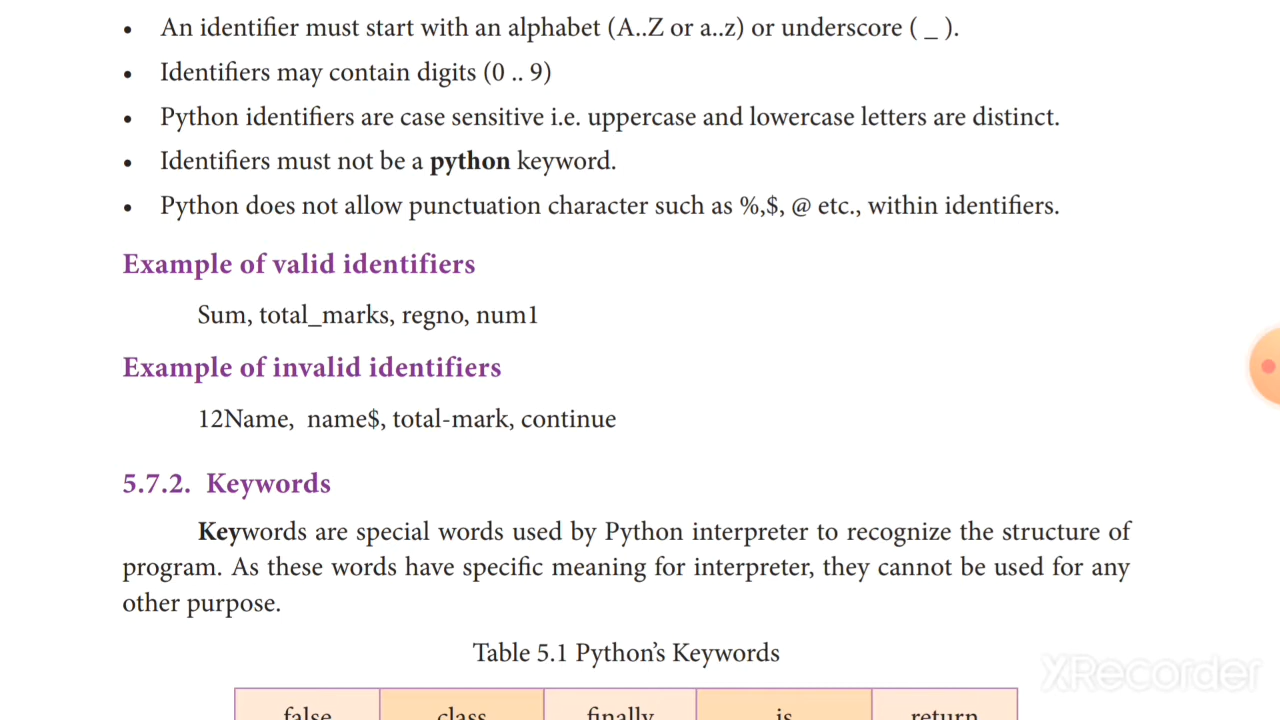 • An identifier must start with an alphabet (A..Z or a..z) or underscore ( _ ).
• Identifiers may contain digits (0 .. 9)
• Python identifiers are case sensitive i.e. uppercase and lowercase letters are distinct.
• Identifiers must not be a python keyword.
• Python does not allow punctuation character such as %,$, @ etc., within identifiers.
Example of valid identifiers
Sum, total_marks, regno, num1
Example of invalid identifiers
12Name, name$, total-mark, continue
5.7.2. Keywords
Keywords are special words used by Python interpreter to recognize the structure of
program. As these words have specific meaning for interpreter, they cannot be used for any
other purpose.
Table 5.1 Python's Keywords
false class finally is return
XRecorder